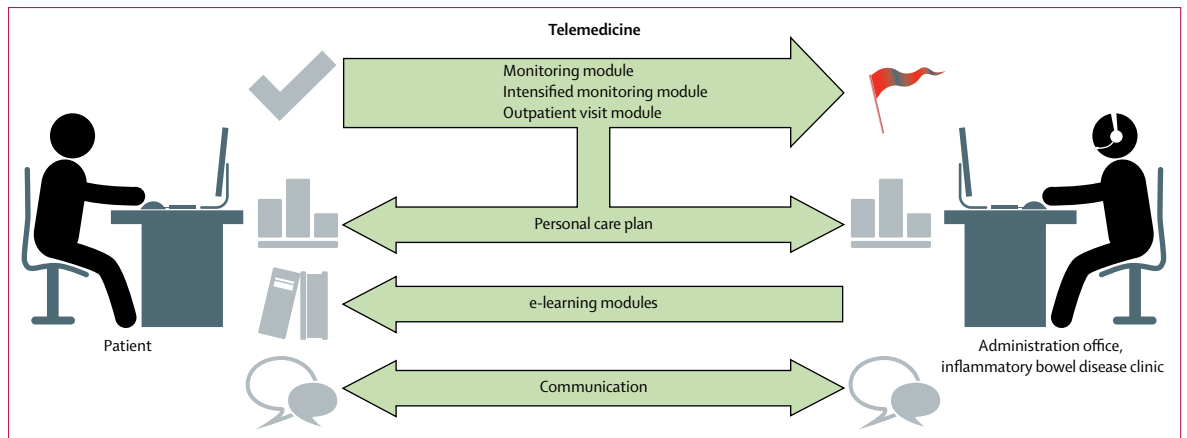 Telemedicine
Monitoring module
Intensified monitoring module
Outpatient visit module
Personal care plan
e-learning modules
Patient
Administration office,
inflammatory bowel disease clinic
Communication